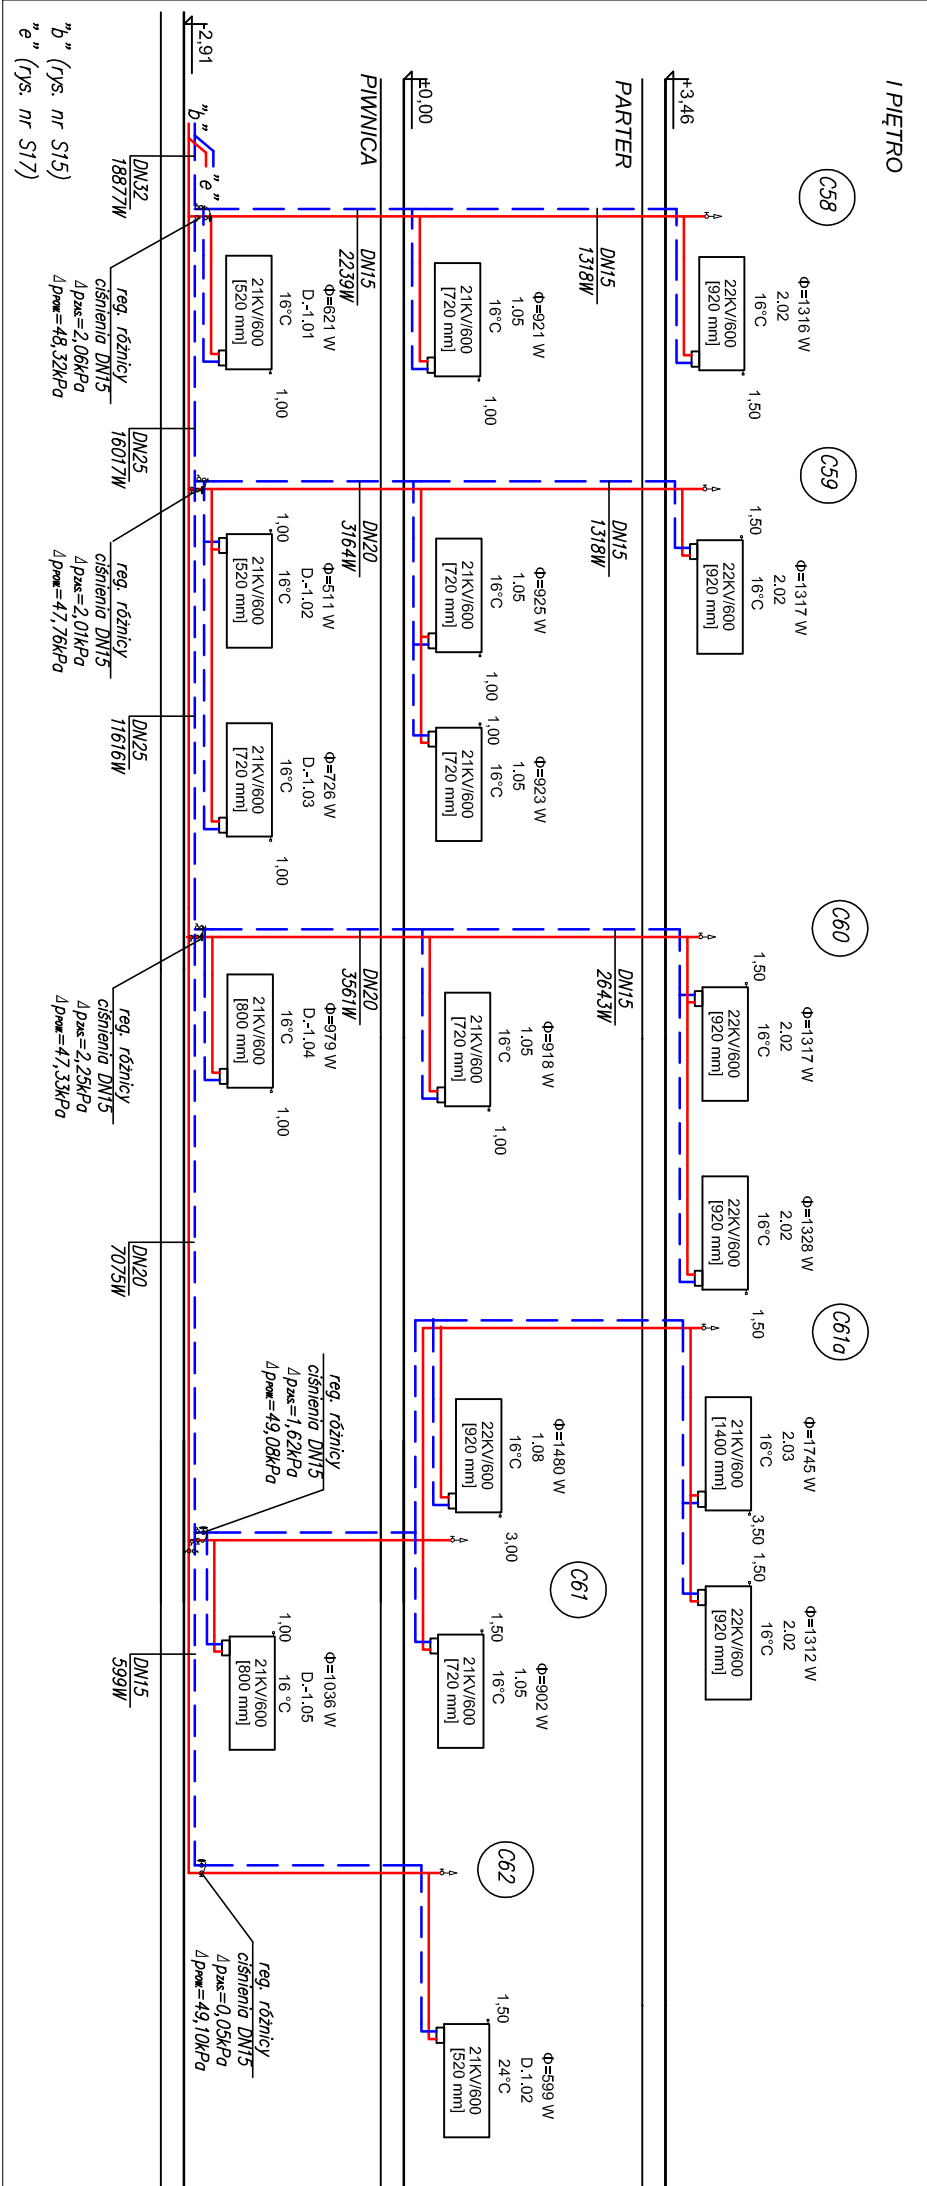 I PIĘTRO
+3,46
PARTER
±0,00
PIWNICA
-2,91
"b"
"e"
"b" (rys. nr S15)
"e" (rys. nr S17)
C58
Φ=1316 W
2.02
16°C
22KV/600
[920 mm]
1,50
DN15
1318W
Φ=921 W
1.05
16°C
21KV/600
[720 mm]
1,00
DN15
2239W
Φ=621 W
D.-1.01
16°C
21KV/600
[520 mm]
1,00
DN32
18877W
reg. różnicy
ciśnienia DN15
ΔpZAS=2,06kPa
ΔpPOW=48,32kPa
DN25
16017W
C59
1,50
Φ=1317 W
2.02
16°C
22KV/600
[920 mm]
DN15
1318W
Φ=925 W
1.05
16°C
21KV/600
[720 mm]
1,00
1,00
Φ=923 W
1.05
16°C
21KV/600
[720 mm]
DN20
3164W
1,00
Φ=511 W
D.-1.02
16°C
21KV/600
[520 mm]
Φ=726 W
D.-1.03
16°C
21KV/600
[720 mm]
1,00
reg. różnicy
ciśnienia DN15
ΔpZAS=2,01kPa
ΔpPOW=47,76kPa
DN25
11616W
C60
1,50
Φ=1317 W
2.02
16°C
22KV/600
[920 mm]
Φ=1328 W
2.02
16°C
22KV/600
[920 mm]
1,50
DN15
2643W
Φ=918 W
1.05
16°C
21KV/600
[720 mm]
1,00
DN20
3561W
Φ=979 W
D.-1.04
16°C
21KV/600
[800 mm]
1,00
reg. różnicy
ciśnienia DN15
ΔpZAS=2,25kPa
ΔpPOW=47,33kPa
DN20
7075W
C61a
Φ=1745 W
2.03
16°C
21KV/600
[1400 mm]
3,50
1,50
Φ=1312 W
2.02
16°C
22KV/600
[920 mm]
Φ=1480 W
1.08
16°C
22KV/600
[920 mm]
3,00
C61
1,50
Φ=902 W
1.05
16°C
21KV/600
[720 mm]
reg. różnicy
ciśnienia DN15
ΔpZAS=1,62kPa
ΔpPOW=49,08kPa
1,00
Φ=1036 W
D.-1.05
16 °C
21KV/600
[800 mm]
DN15
599W
C62
1,50
Φ=599 W
D.1.02
24°C
21KV/600
[520 mm]
reg. różnicy
ciśnienia DN15
ΔpZAS=0,05kPa
ΔpPOW=49,10kPa